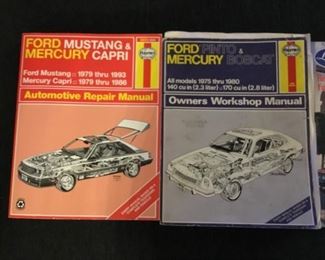 FORD MUSTANG &
MERCURY CAPRI
Haynes
Ford Mustang :: 1979 thru 1993
Mercury Capri :: 1979 thru 1986
Automotive Repair Manual
FORD PINTO &
MERCURY BOBCAT
Haynes
All models 1975 thru 1980
140 cu in (2.3 liter) :: 170 cu in (2.8 liter)
Owners Workshop Manual